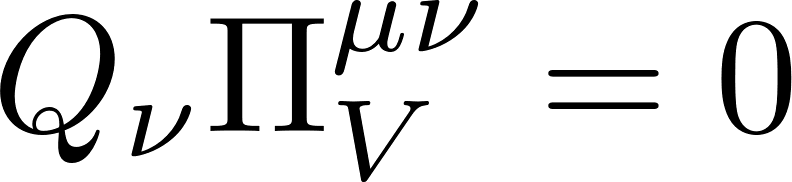 $Q_\nu \Pi_V^{\mu\nu} = 0$